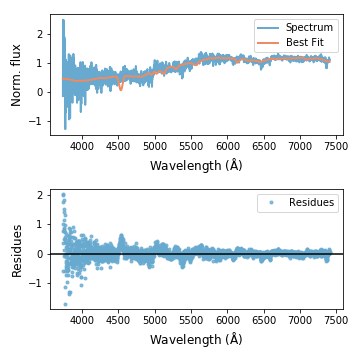 Norm. flux
2
1
0
−1
Spectrum
Best Fit
4000 4500 5000 5500 6000 6500 7000 7500
Wavelength (Å)
Residues
2
1
0
−1
Residues
4000 4500 5000 5500 6000 6500 7000 7500
Wavelength (Å)